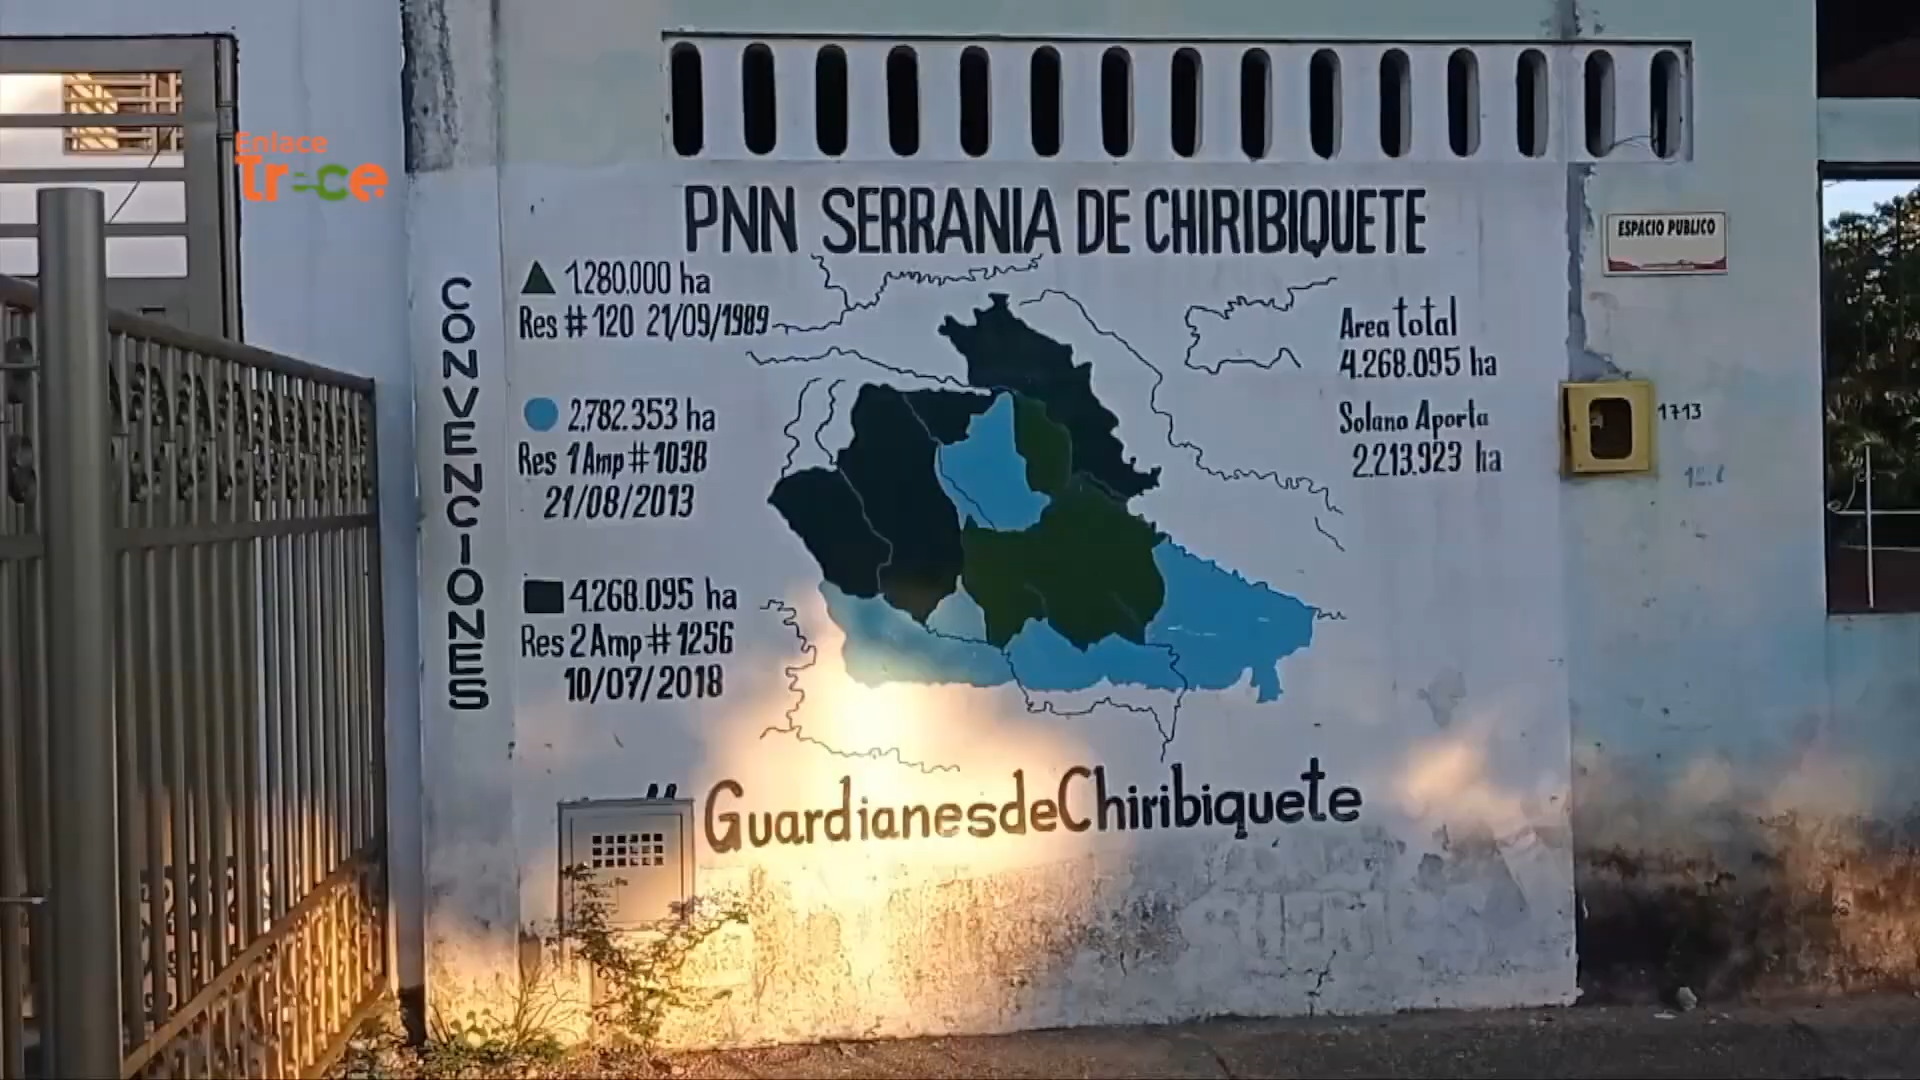 Enlace
Trece
PNN SERRANIA DE CHIRIBIQUETE
CONVENCIONES
1.280.000 ha
Res # 120 21/09/1989
2.782.353 ha
Res 1 Amp # 1038
21/08/2013
4.268.095 ha
Res 2 Amp # 1256
10/07/2018
Area total
4.268.095 ha
Solano Aporta
2.213.923 ha
GuardianesdeChiribiquete
ESPACIO PUBLICO
1713